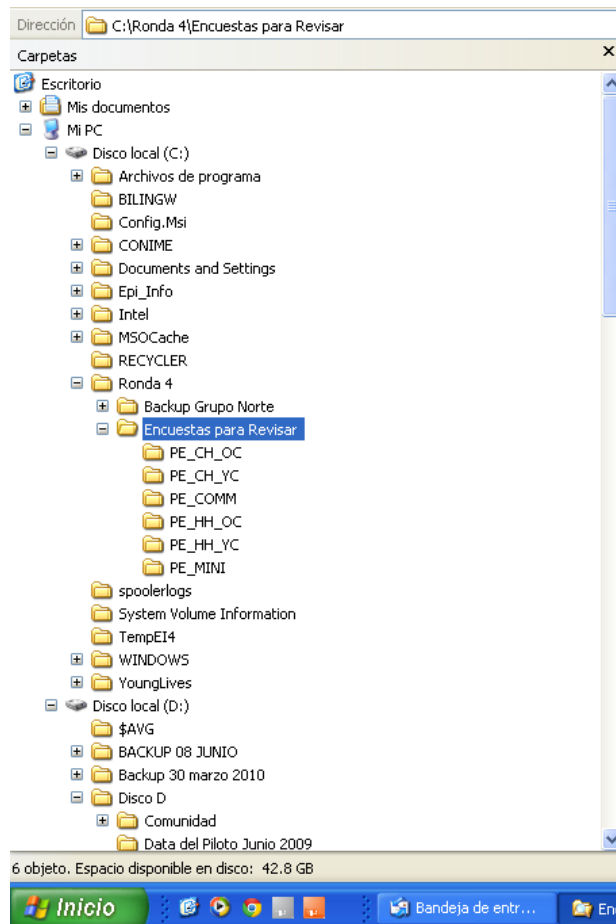 Dirección C:\Ronda 4\Encuestas para Revisar
Carpetas
Escritorio
Mis documentos
Mi PC
Disco local (C:)
Archivos de programa
BILINGW
Config.Msi
CONIME
Documents and Settings
Epi_Info
Intel
MSOCache
RECYCLER
Ronda 4
Backup Grupo Norte
Encuestas para Revisar
PE_CH_OC
PE_CH_YC
PE_COMM
PE_HH_OC
PE_HH_YC
PE_MINI
spoolerlogs
System Volume Information
TempEI4
WINDOWS
YoungLives
Disco local (D:)
$AVG
BACKUP 08 JUNIO
Backup 30 marzo 2010
Disco D
Comunidad
Data del Piloto Junio 2009
6 objeto. Espacio disponible en disco: 42.8 GB
Inicio Bandeja de entr... En